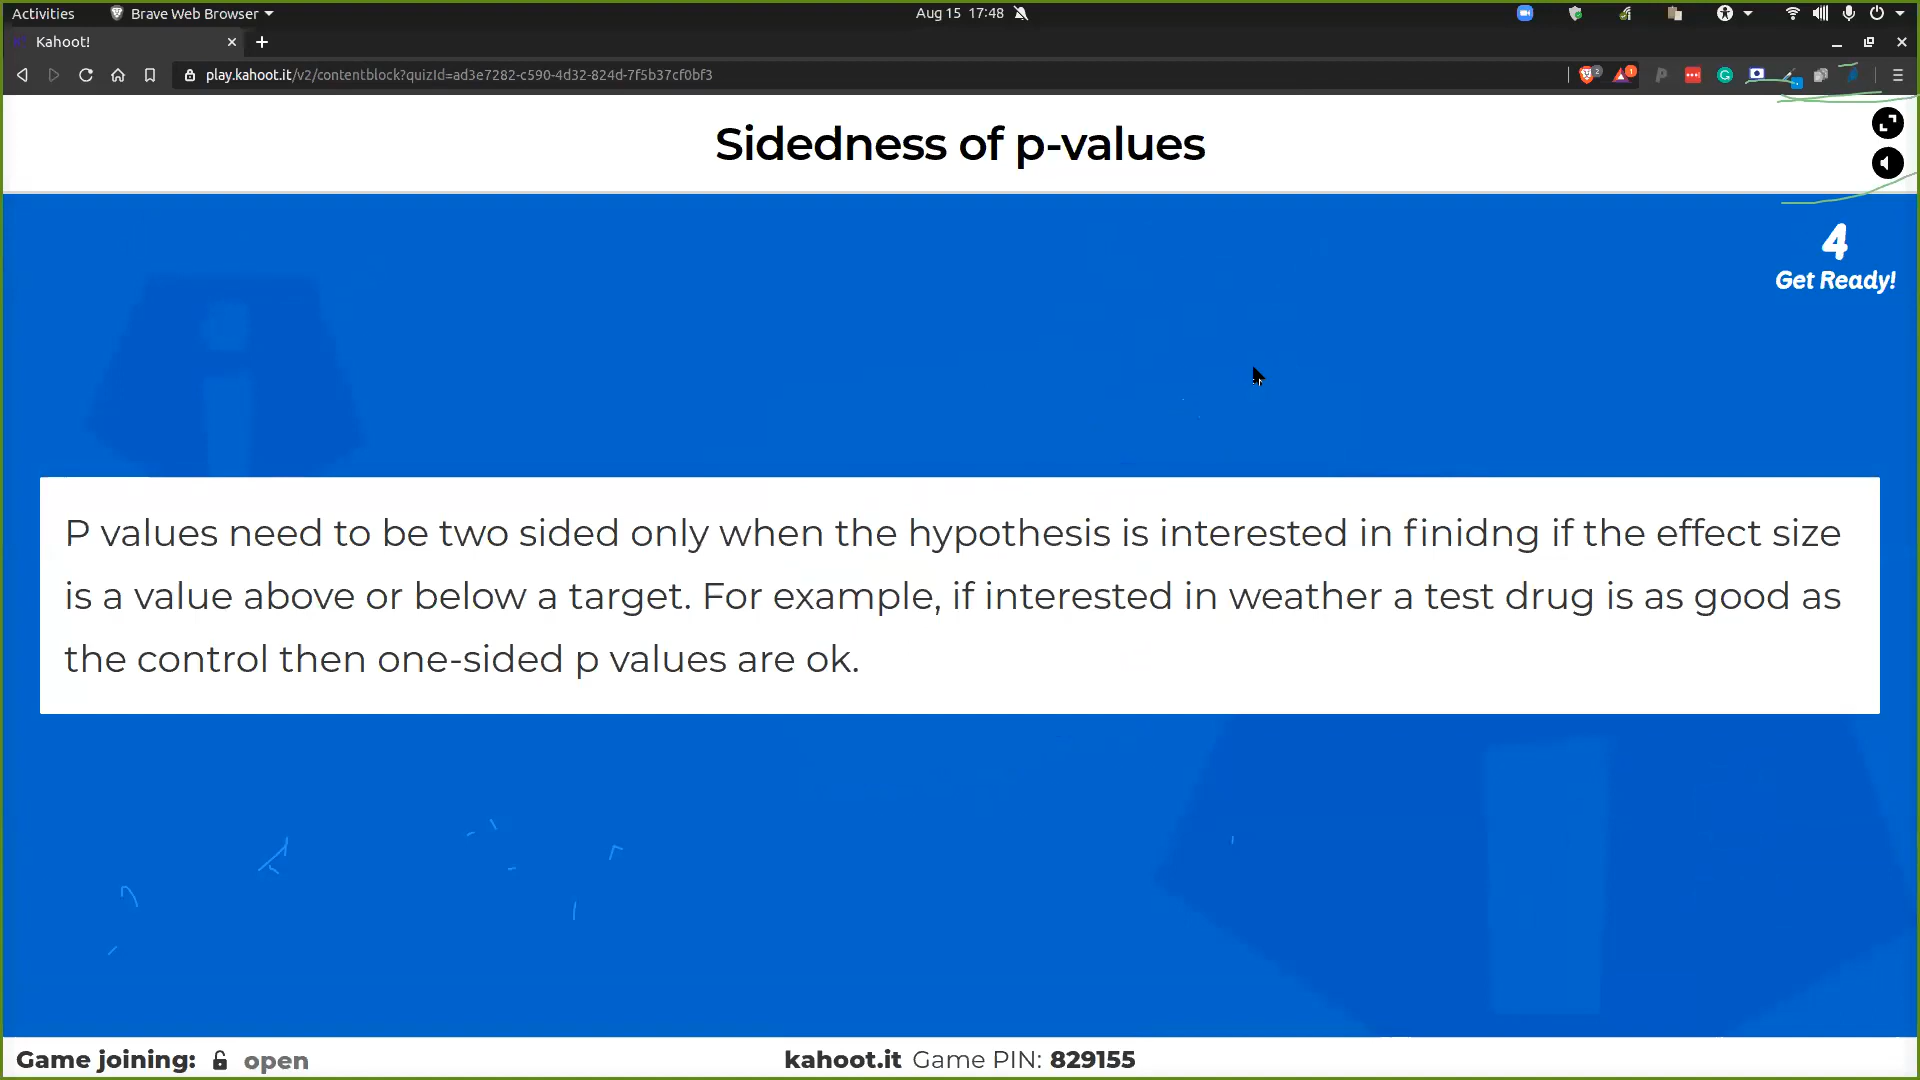 Activities
Brave Web Browser
Aug 15 17:48
Kahoot!
play.kahoot.it/v2/contentblock?quizId=ad3e7282-c590-4d32-824d-7f5b37cf0bf3
2
1
Sidedness of p-values
4
Get Ready!
P values need to be two sided only when the hypothesis is interested in finidng if the effect size
is a value above or below a target. For example, if interested in weather a test drug is as good as
the control then one-sided p values are ok.
Game joining: open
kahoot.it Game PIN: 829155